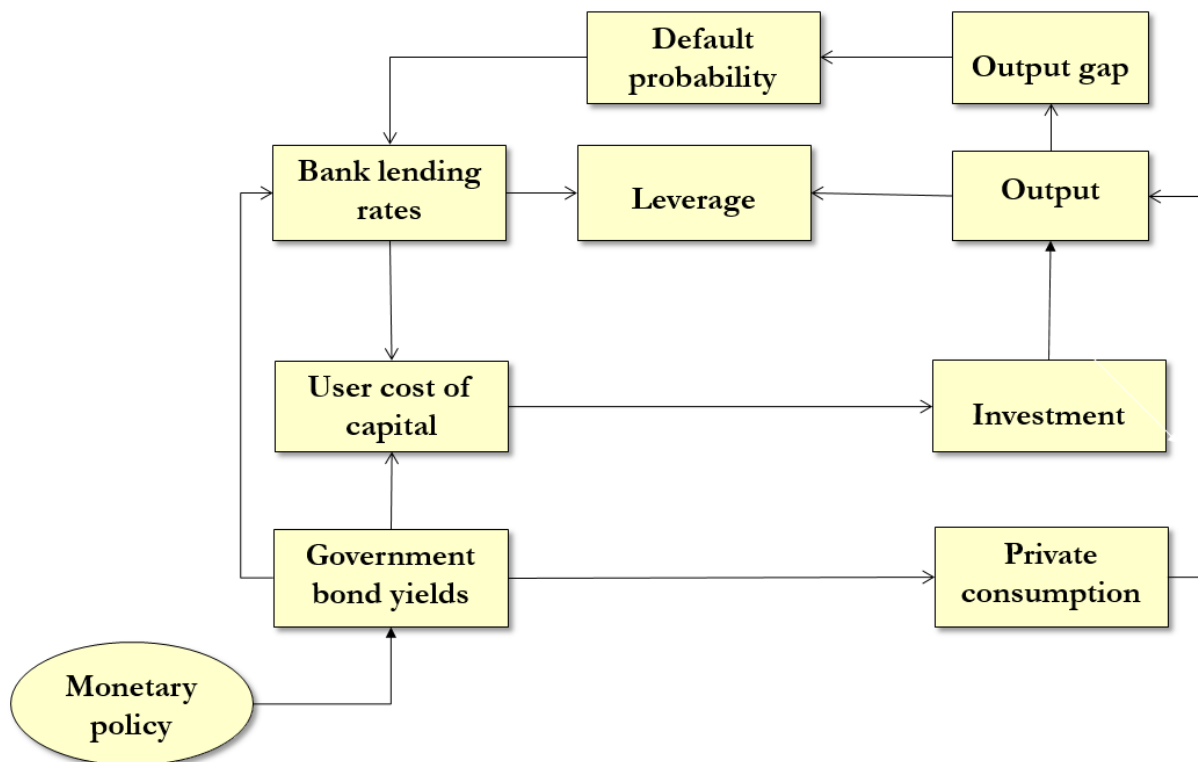 Default
probability
Output gap
Bank lending
rates
Leverage
Output
User cost of
capital
Investment
Government
bond yields
Private
consumption
Monetary
policy